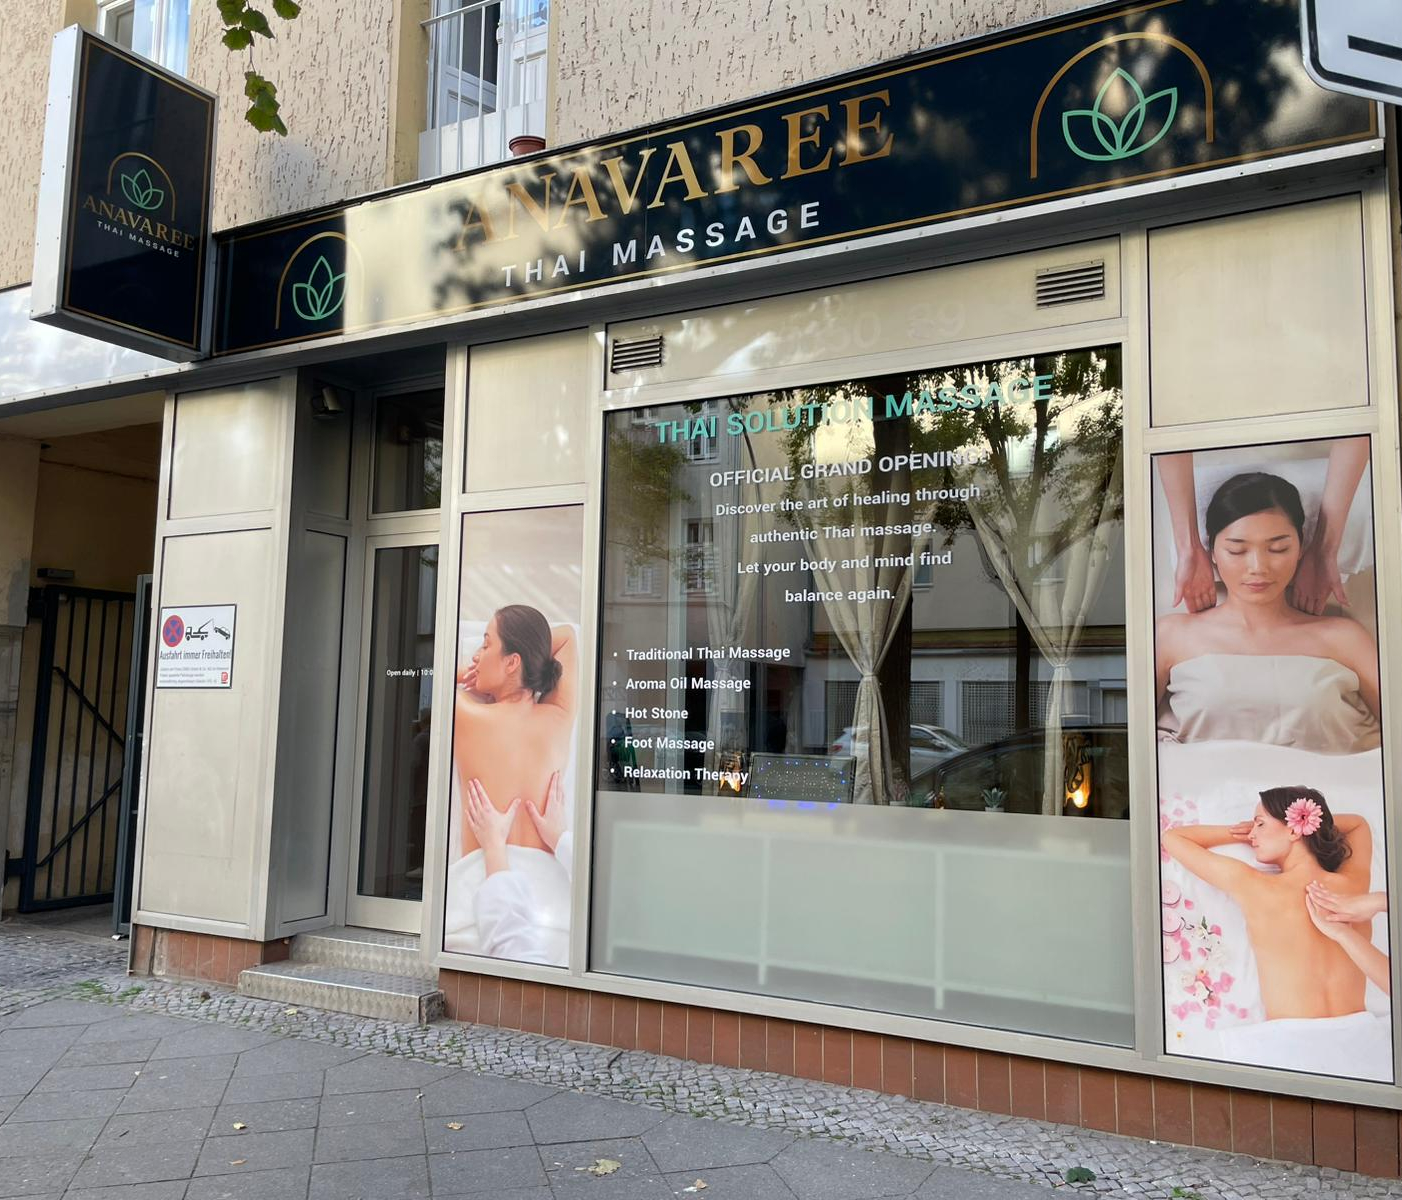 ANAVAREE
THAI MASSAGE
ANAVAREE
THAI MASSAGE
THAI SOLUTION MASSAGE
OFFICIAL GRAND OPENING!
Discover the art of healing through
authentic Thai massage.
Let your body and mind find
balance again.
• Traditional Thai Massage
• Aroma Oil Massage
• Hot Stone
• Foot Massage
• Relaxation Therapy
Open daily | 10:0
Ausfahrt immer Freihalten!